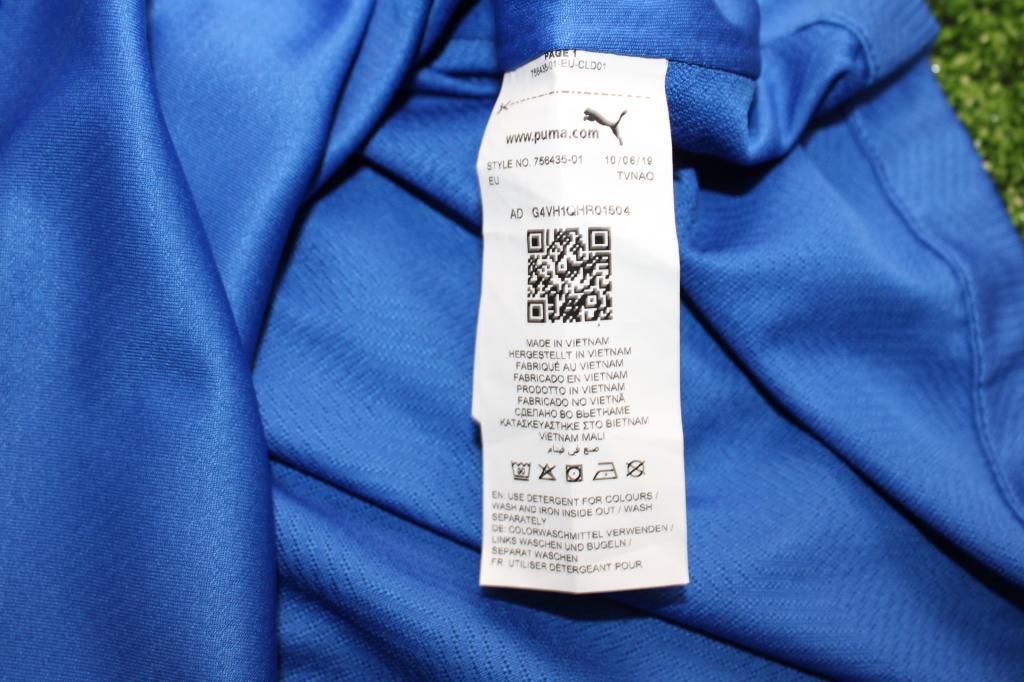 PAGE 1
756435-01-EU-CLD01
www.puma.com
STYLE NO. 756435-01 10/06/19
EU TVNAO
AD G4VH1QHR01504
MADE IN VIETNAM
HERGESTELLT IN VIETNAM
FABRIQUÉ AU VIETNAM
FABRICADO EN VIETNAM
PRODOTTO IN VIETNAM
FABRICADO NO VIETNÃ
СДЕЛАНО ВО ВЬЕТНАМЕ
ΚΑΤΑΣΚΕΥΑΣΤΗΚΕ ΣΤΟ ΒΙΕΤΝΑΜ
VIETNAM MALI
صنع في فيتنام
EN: USE DETERGENT FOR COLOURS /
WASH AND IRON INSIDE OUT / WASH
SEPARATELY
DE: COLORWASCHMITTEL VERWENDEN /
LINKS WASCHEN UND BÜGELN /
SEPARAT WASCHEN
FR: UTILISER DÉTERGEANT POUR